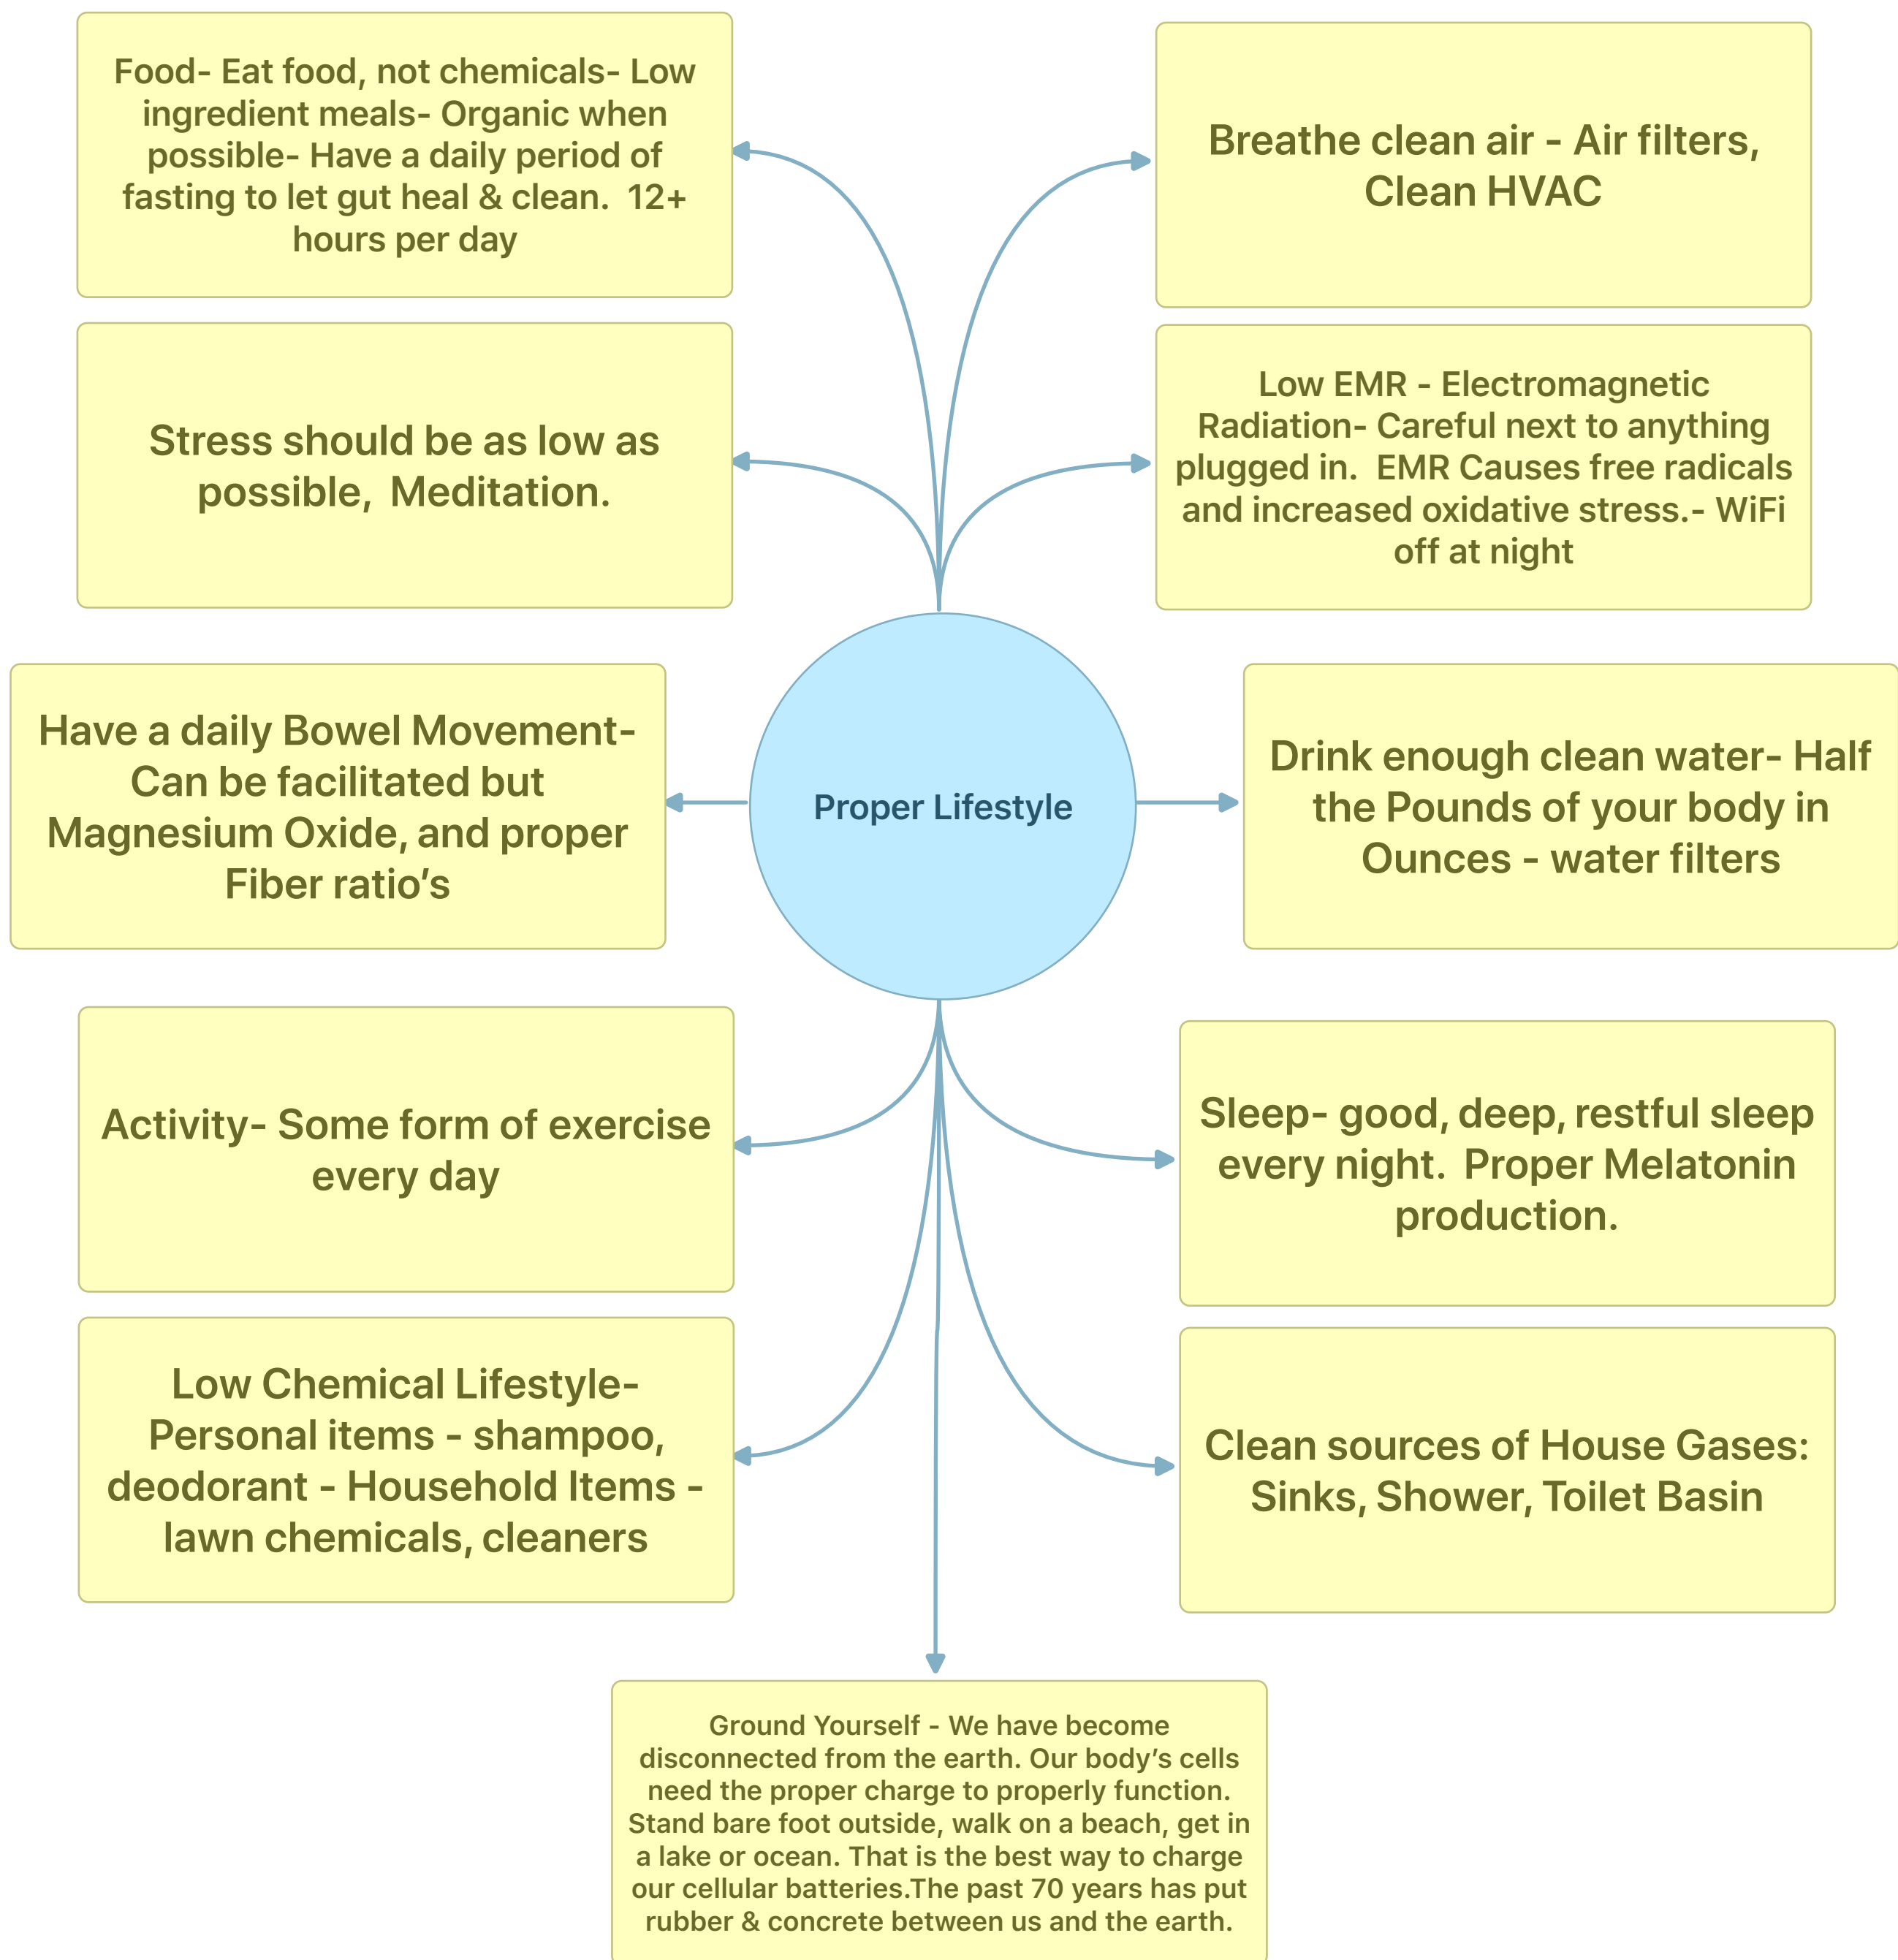 Food- Eat food, not chemicals- Low
ingredient meals- Organic when
possible- Have a daily period of
fasting to let gut heal & clean.  12+
hours per day
Breathe clean air - Air filters,
Clean HVAC
Stress should be as low as
possible,  Meditation.
Low EMR - Electromagnetic
Radiation- Careful next to anything
plugged in.  EMR Causes free radicals
and increased oxidative stress.- WiFi
off at night
Have a daily Bowel Movement-
Can be facilitated but
Magnesium Oxide, and proper
Fiber ratio’s
Proper Lifestyle
Drink enough clean water- Half
the Pounds of your body in
Ounces - water filters
Activity- Some form of exercise
every day
Sleep- good, deep, restful sleep
every night.  Proper Melatonin
production.
Low Chemical Lifestyle-
Personal items - shampoo,
deodorant - Household Items -
lawn chemicals, cleaners
Clean sources of House Gases:
Sinks, Shower, Toilet Basin
Ground Yourself - We have become
disconnected from the earth. Our body’s cells
need the proper charge to properly function.
Stand bare foot outside, walk on a beach, get in
a lake or ocean. That is the best way to charge
our cellular batteries.The past 70 years has put
rubber & concrete between us and the earth.